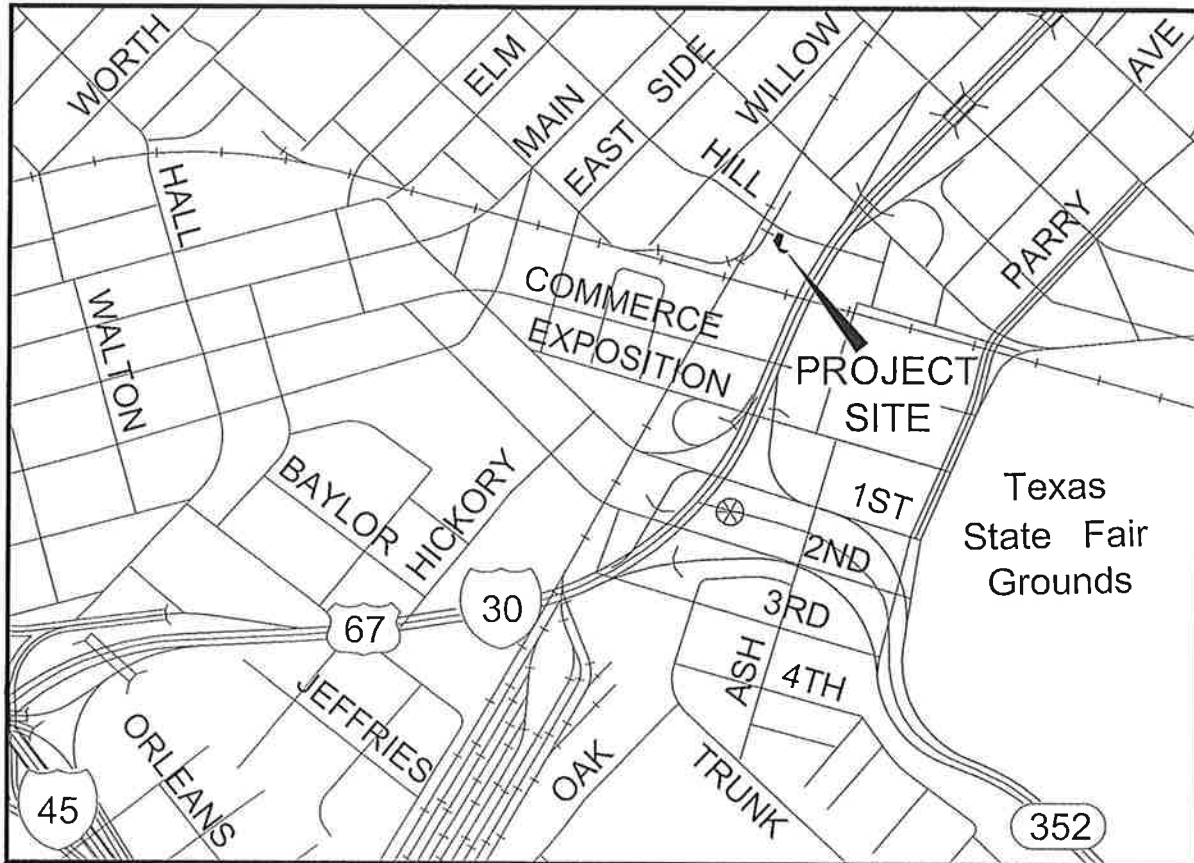 WORTH
ELM
MAIN
EAST SIDE
WILLOW
AVE
HALL
HILL
PARRY
WALTON
COMMERCE
EXPOSITION
PROJECT
SITE
BAYLOR
HICKORY
1ST
2ND
3RD
4TH
Texas
State Fair
Grounds
67
30
ASH
JEFFRIES
ORLEANS
OAK
TRUNK
45
352